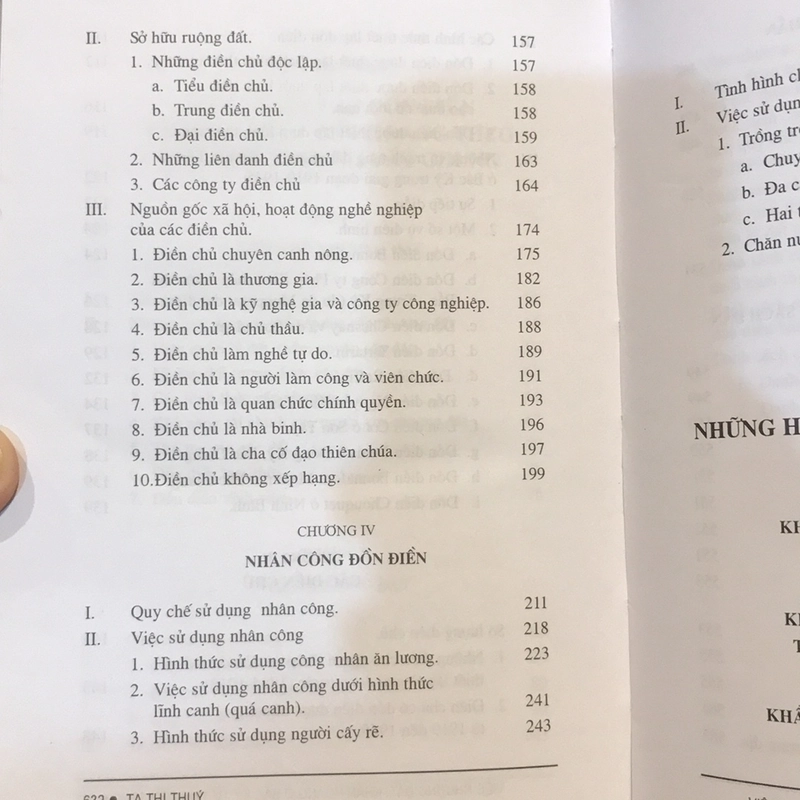 II. Sở hữu ruộng đất. 157
1. Những điền chủ độc lập. 157
a. Tiểu điền chủ. 158
b. Trung điền chủ. 158
c. Đại điền chủ. 159
2. Những liên danh điền chủ 163
3. Các công ty điền chủ 164
III. Nguồn gốc xã hội, hoạt động nghề nghiệp
của các điền chủ. 174
1. Điền chủ chuyên canh nông. 175
2. Điền chủ là thương gia. 182
3. Điền chủ là kỹ nghệ gia và công ty công nghiệp. 186
4. Điền chủ là chủ thầu. 188
5. Điền chủ làm nghề tự do. 189
6. Điền chủ là người làm công và viên chức. 191
7. Điền chủ là quan chức chính quyền. 193
8. Điền chủ là nhà binh. 196
9. Điền chủ là cha cố đạo thiên chúa. 197
10.Điền chủ không xếp hạng. 199
CHƯƠNG IV
NHÂN CÔNG ĐỒN ĐIỀN
I. Quy chế sử dụng nhân công. 211
II. Việc sử dụng nhân công 218
1. Hình thức sử dụng công nhân ăn lương. 223
2. Việc sử dụng nhân công dưới hình thức
lĩnh canh (quá canh). 241
3. Hình thức sử dụng người cấy rẽ. 243
632 ● TẠ THỊ THUÝ
I. Tình hình
II. Việc sử dụn
1. Trồng tr
a. Chuy
b. Đa c
c. Hai
2. Chăn nu
NHỮNG H
KH
KH
T
KHẢ